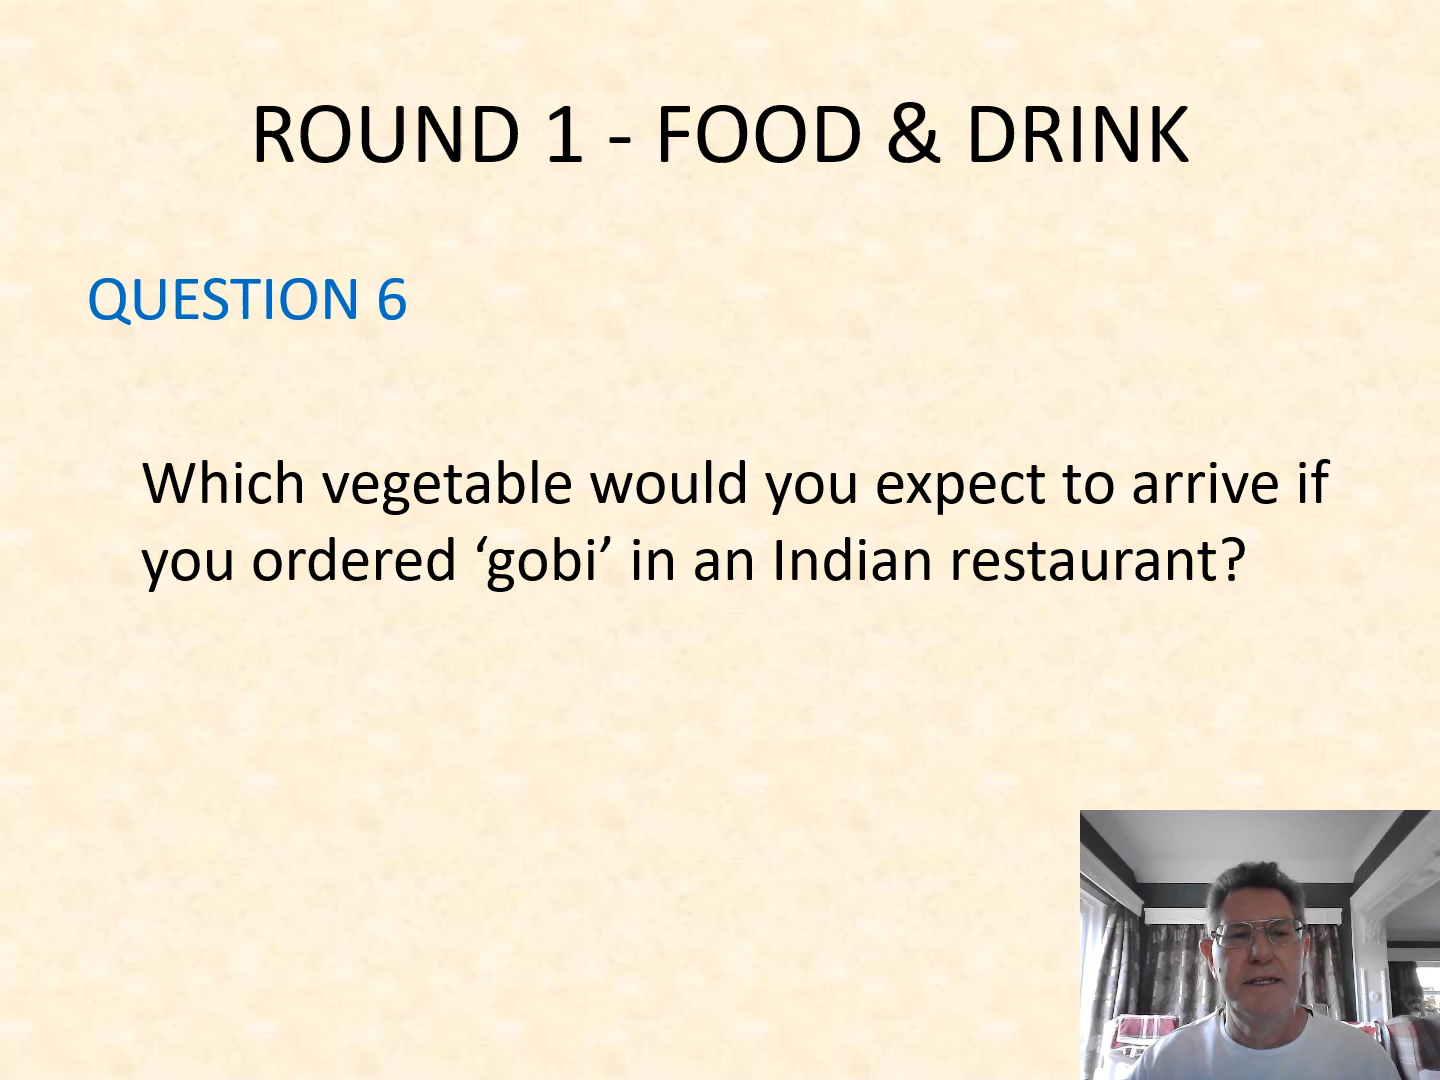 ROUND 1 - FOOD & DRINK
QUESTION 6
Which vegetable would you expect to arrive if
you ordered ‘gobi’ in an Indian restaurant?